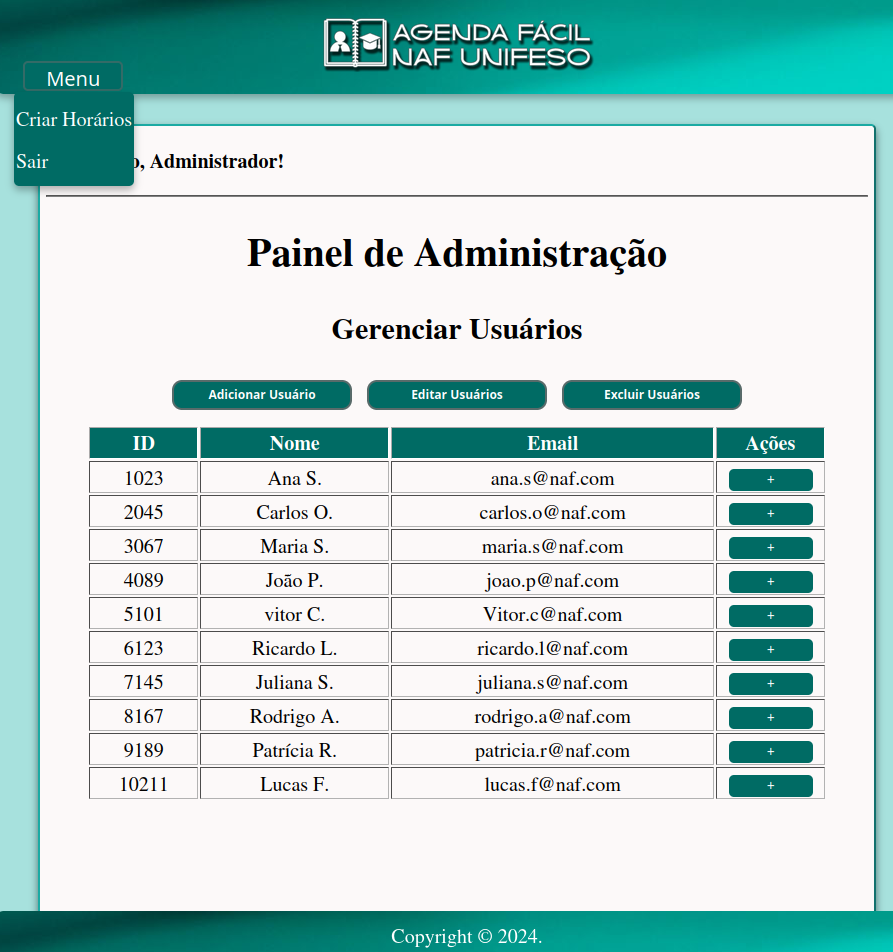 AGENDA FÁCIL
NAF UNIFESO
Menu
Criar Horários
Sair
o, Administrador!
Painel de Administração
Gerenciar Usuários
Adicionar Usuário Editar Usuários Excluir Usuários
ID Nome Email Ações
1023 Ana S. ana.s@naf.com +
2045 Carlos O. carlos.o@naf.com +
3067 Maria S. maria.s@naf.com +
4089 João P. joao.p@naf.com +
5101 vitor C. Vitor.c@naf.com +
6123 Ricardo L. ricardo.l@naf.com +
7145 Juliana S. juliana.s@naf.com +
8167 Rodrigo A. rodrigo.a@naf.com +
9189 Patrícia R. patricia.r@naf.com +
10211 Lucas F. lucas.f@naf.com +
Copyright © 2024.